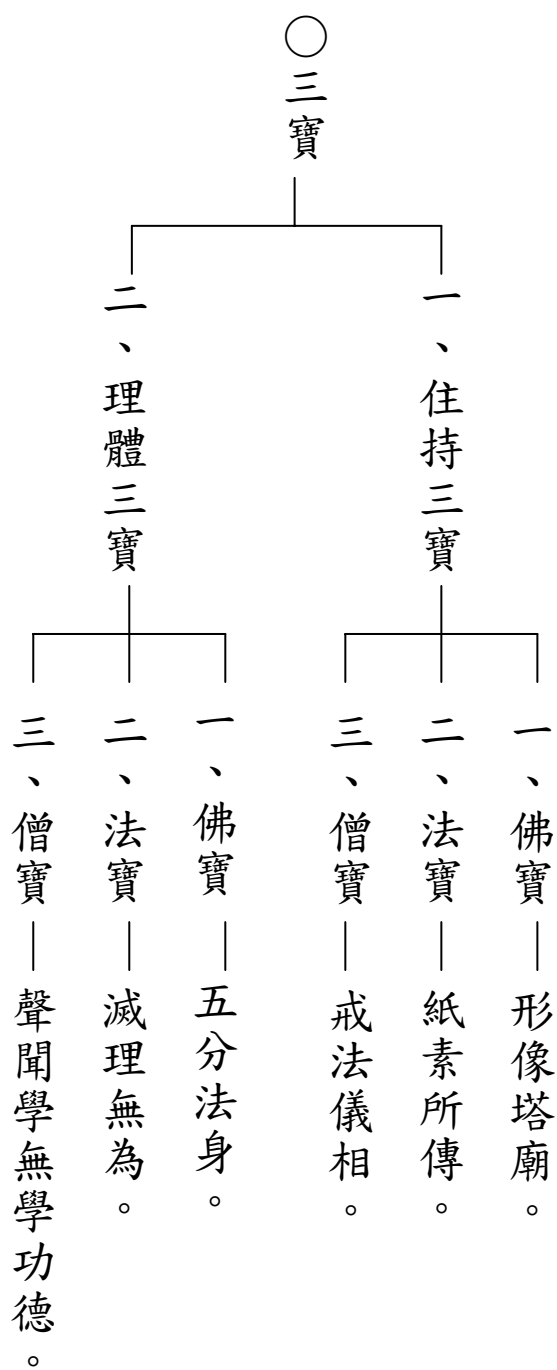 ○三寶
一、住持三寶
一、佛寶—形像塔廟。
二、法寶—紙素所傳。
三、僧寶—戒法儀相。
二、理體三寶
一、佛寶—五分法身。
二、法寶—滅理無為。
三、僧寶—聲聞學無學功德。